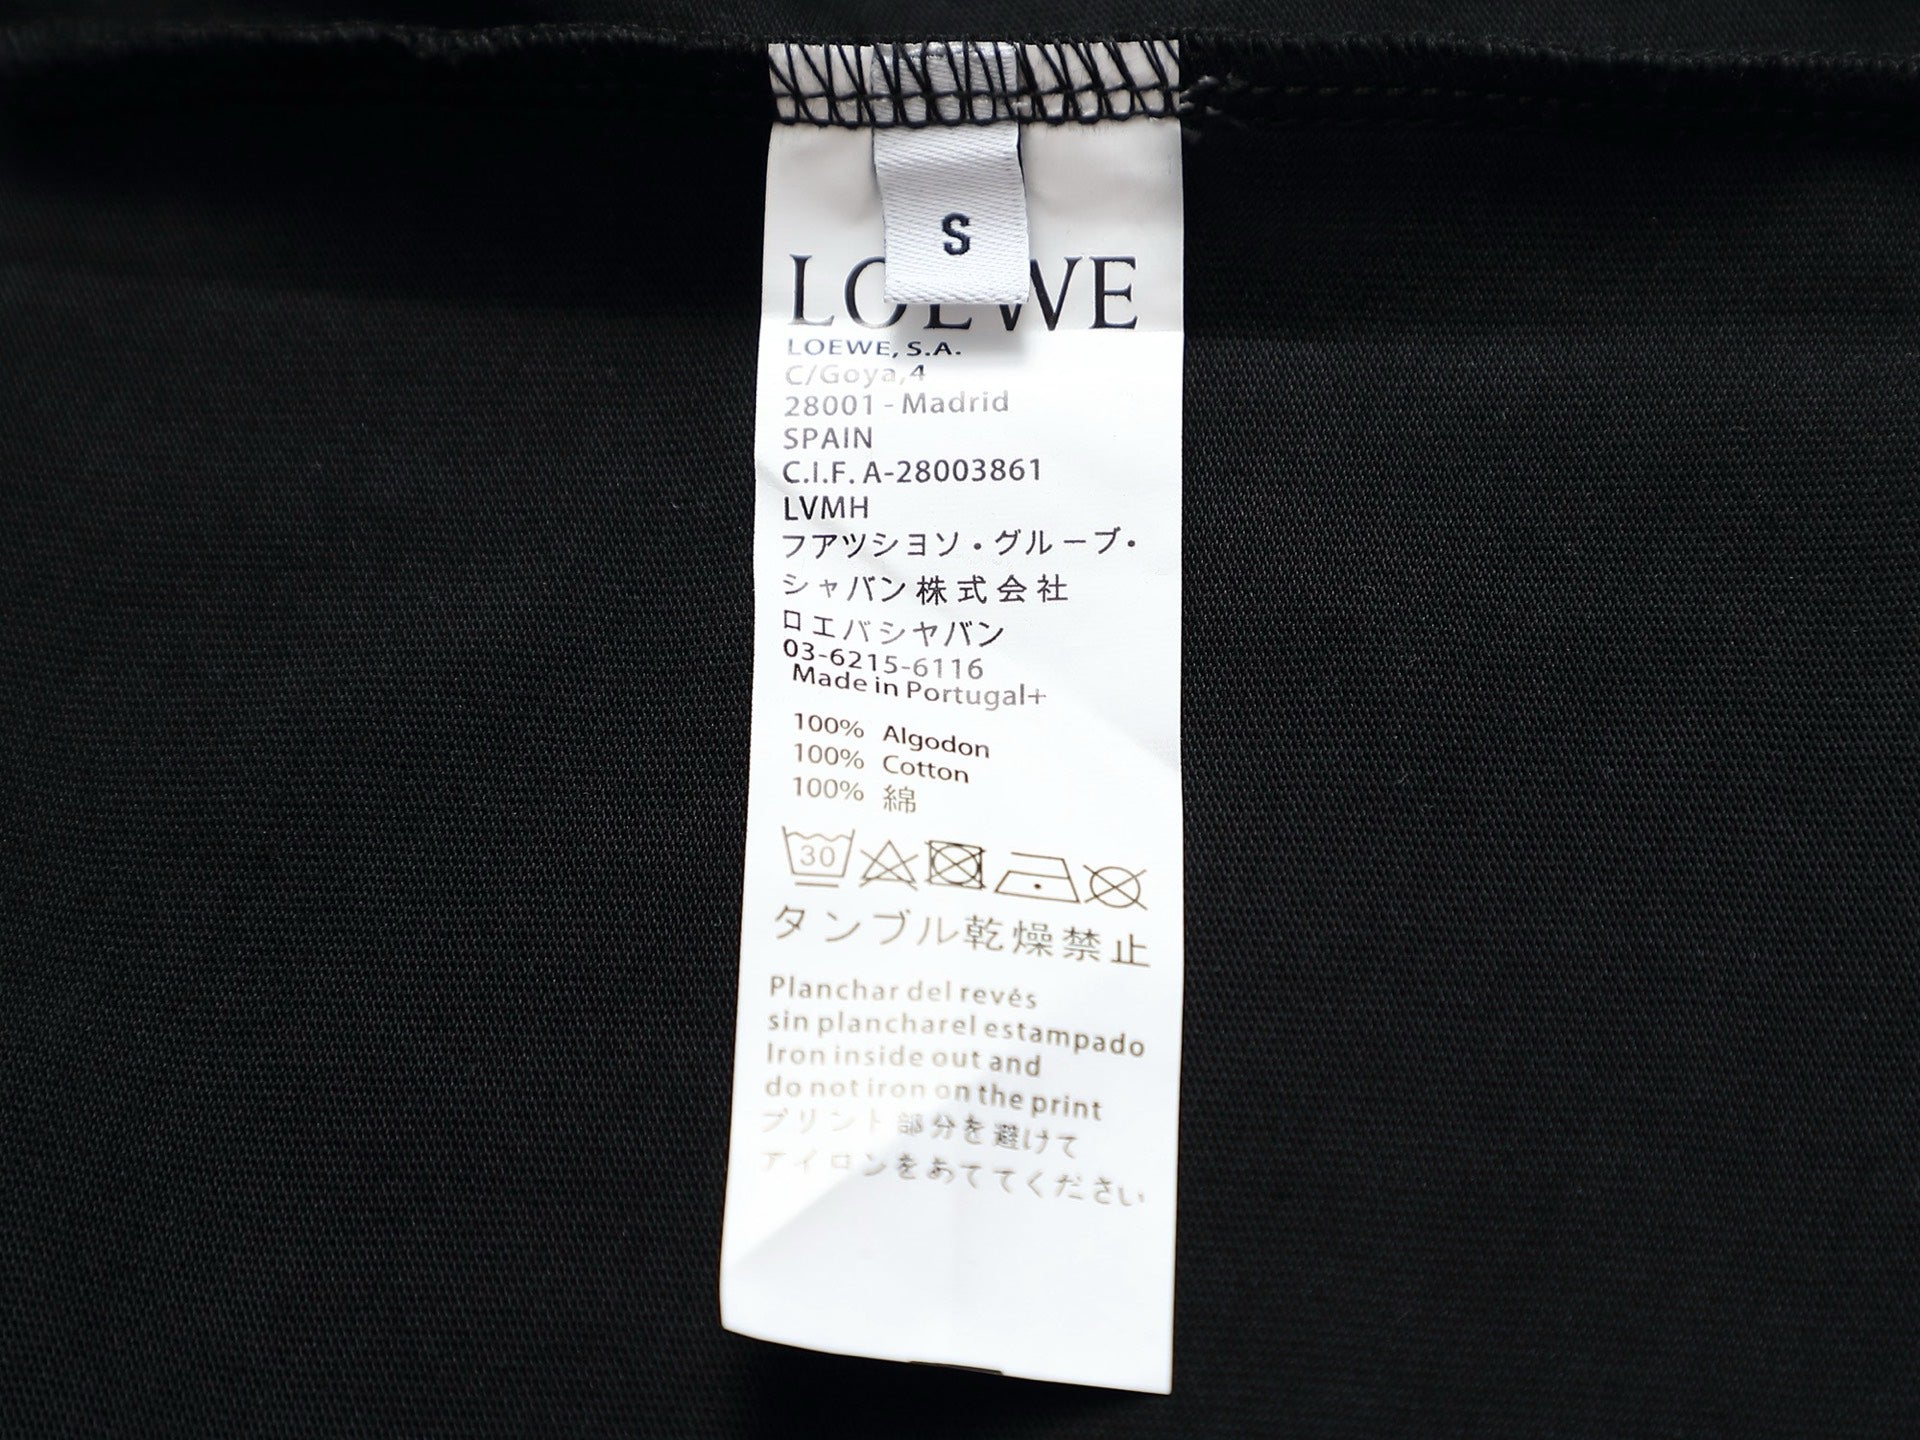 S
LOEWE
LOEWE, S.A.
C/Goya,4
28001 - Madrid
SPAIN
C.I.F. A-28003861
LVMH
フアツシヨソ・グループ・
シャバン株式会社
ロエバシヤバン
03-6215-6116
Made in Portugal+
100% Algodon
100% Cotton
100% 綿
30
タンブル乾燥禁止
Planchar del revés
sin plancharel estampado
Iron inside out and
do not iron on the print
プリント部分を避けて
アイロンをあててください